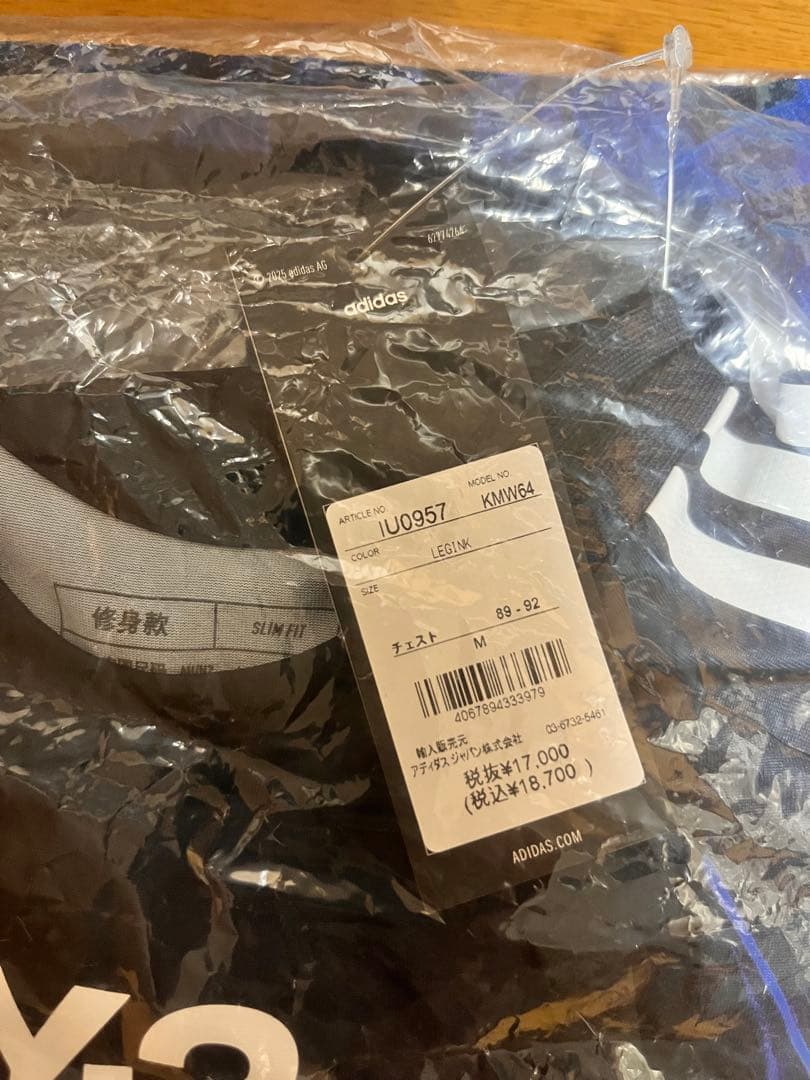 © 2025 adidas AG
adidas
ARTICLE NO. IU0957
MODEL NO. KMW64
COLOR LEGINK
SIZE
チェスト 89-92
M
4067894333979
輸入販売元 03-6732-5461
アディダス ジャパン株式会社
税抜¥17,000
(税込¥18,700 )
ADIDAS.COM
修身款 SLIM FIT